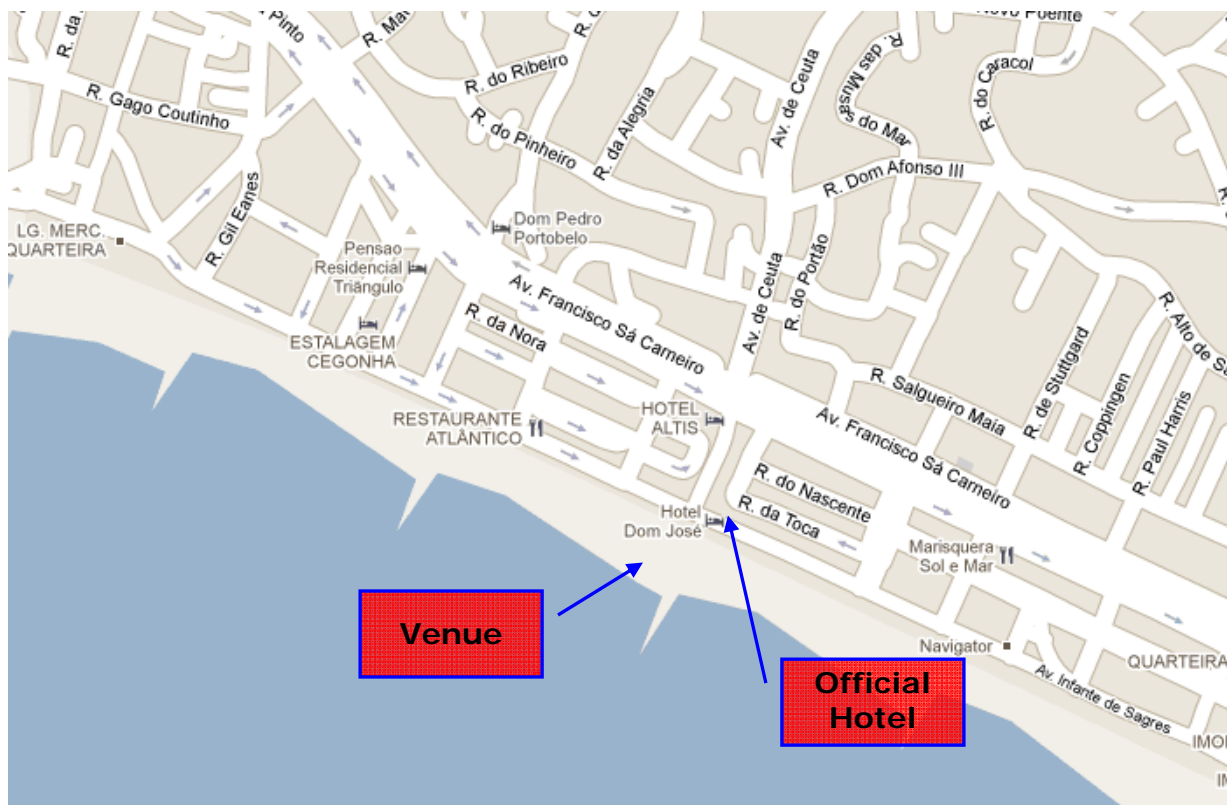 R. da
Pinto
R. Gago Coutinho
R. do Ribeiro
R. do Pinheiro
R. da Alegria
Av. de Ceuta
R. das Musas
do Mar
R. do Caracol
Novo Poente
R. Dom Afonso III
R. Gil Eanes
LG. MERC.
QUARTEIRA
Pensao
Residencial
Triângulo
Dom Pedro
Portobelo
ESTALAGEM
CEGONHA
R. da Nora
Av. Francisco Sá Carneiro
Av. de Ceuta
R. do Portão
R. Alto de
RESTAURANTE
ATLÂNTICO
HOTEL
ALTIS
R. Salgueiro Maia
Av. Francisco Sá Carneiro
R. de Stuttgard
R. Coppingen
R. Paul Harris
R. do Nascente
R. da Toca
Hotel
Dom José
Marisquera
Sol e Mar
Venue
Navigator
Official
Hotel
Av. Infante de Sagres
QUARTEIRA